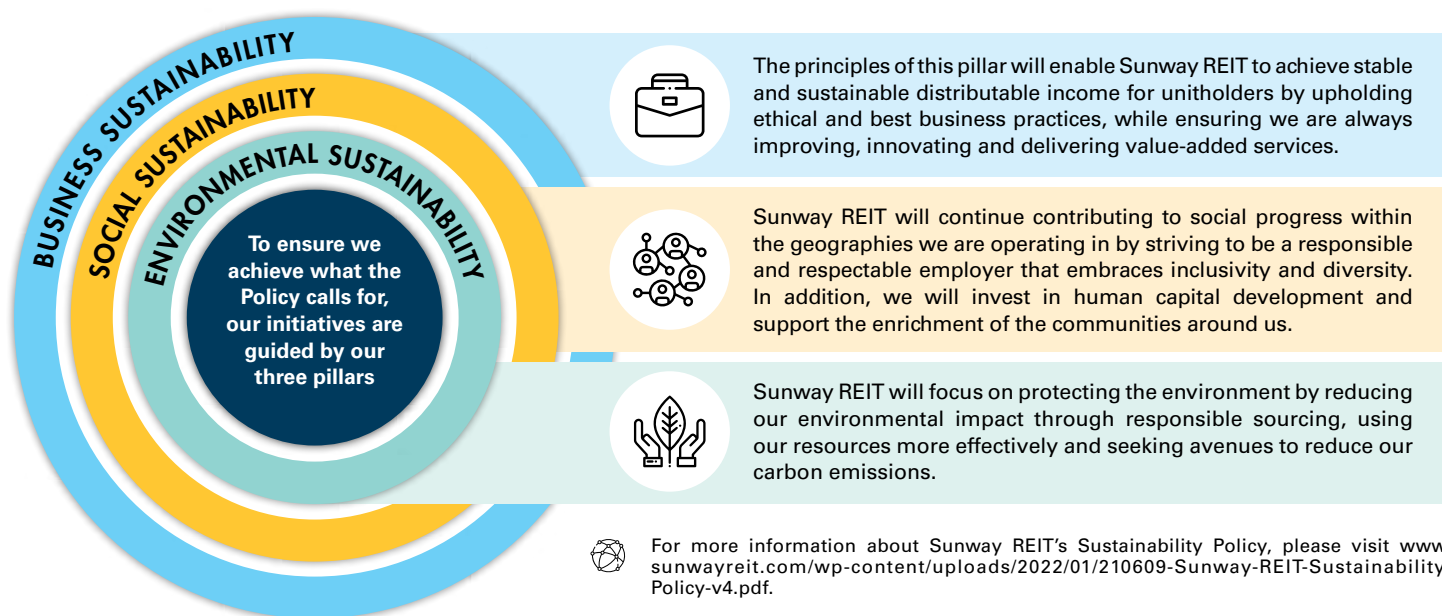 BUSINESS SUSTAINABILITY
SOCIAL SUSTAINABILITY
ENVIRONMENTAL SUSTAINABILITY
To ensure we
achieve what the
Policy calls for,
our initiatives are
guided by our
three pillars
The principles of this pillar will enable Sunway REIT to achieve stable
and sustainable distributable income for unitholders by upholding
ethical and best business practices, while ensuring we are always
improving, innovating and delivering value-added services.
Sunway REIT will continue contributing to social progress within
the geographies we are operating in by striving to be a responsible
and respectable employer that embraces inclusivity and diversity.
In addition, we will invest in human capital development and
support the enrichment of the communities around us.
Sunway REIT will focus on protecting the environment by reducing
our environmental impact through responsible sourcing, using
our resources more effectively and seeking avenues to reduce our
carbon emissions.
For more information about Sunway REIT's Sustainability Policy, please visit www
sunwayreit.com/wp-content/uploads/2022/01/210609-Sunway-REIT-Sustainability
Policy-v4.pdf.